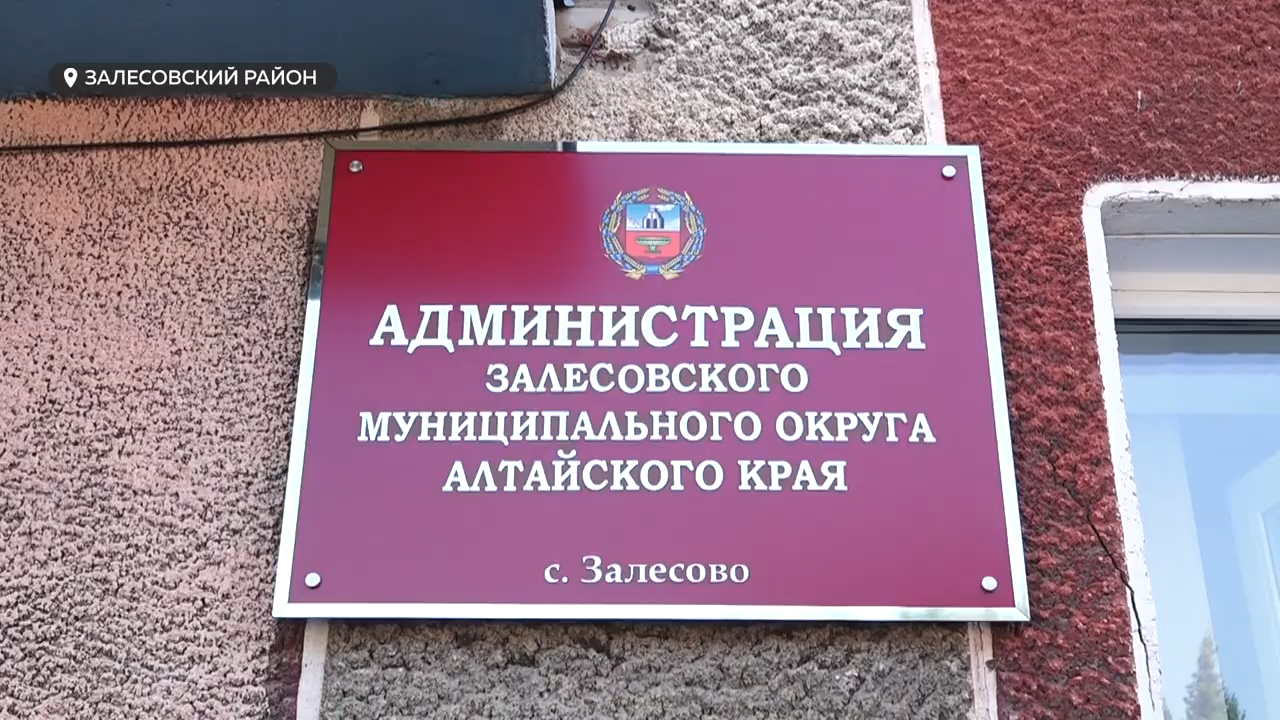 ЗАЛЕСОВСКИЙ РАЙОН
АДМИНИСТРАЦИЯ
ЗАЛЕСОВСКОГО
МУНИЦИПАЛЬНОГО ОКРУГА
АЛТАЙСКОГО КРАЯ
с. Залесово